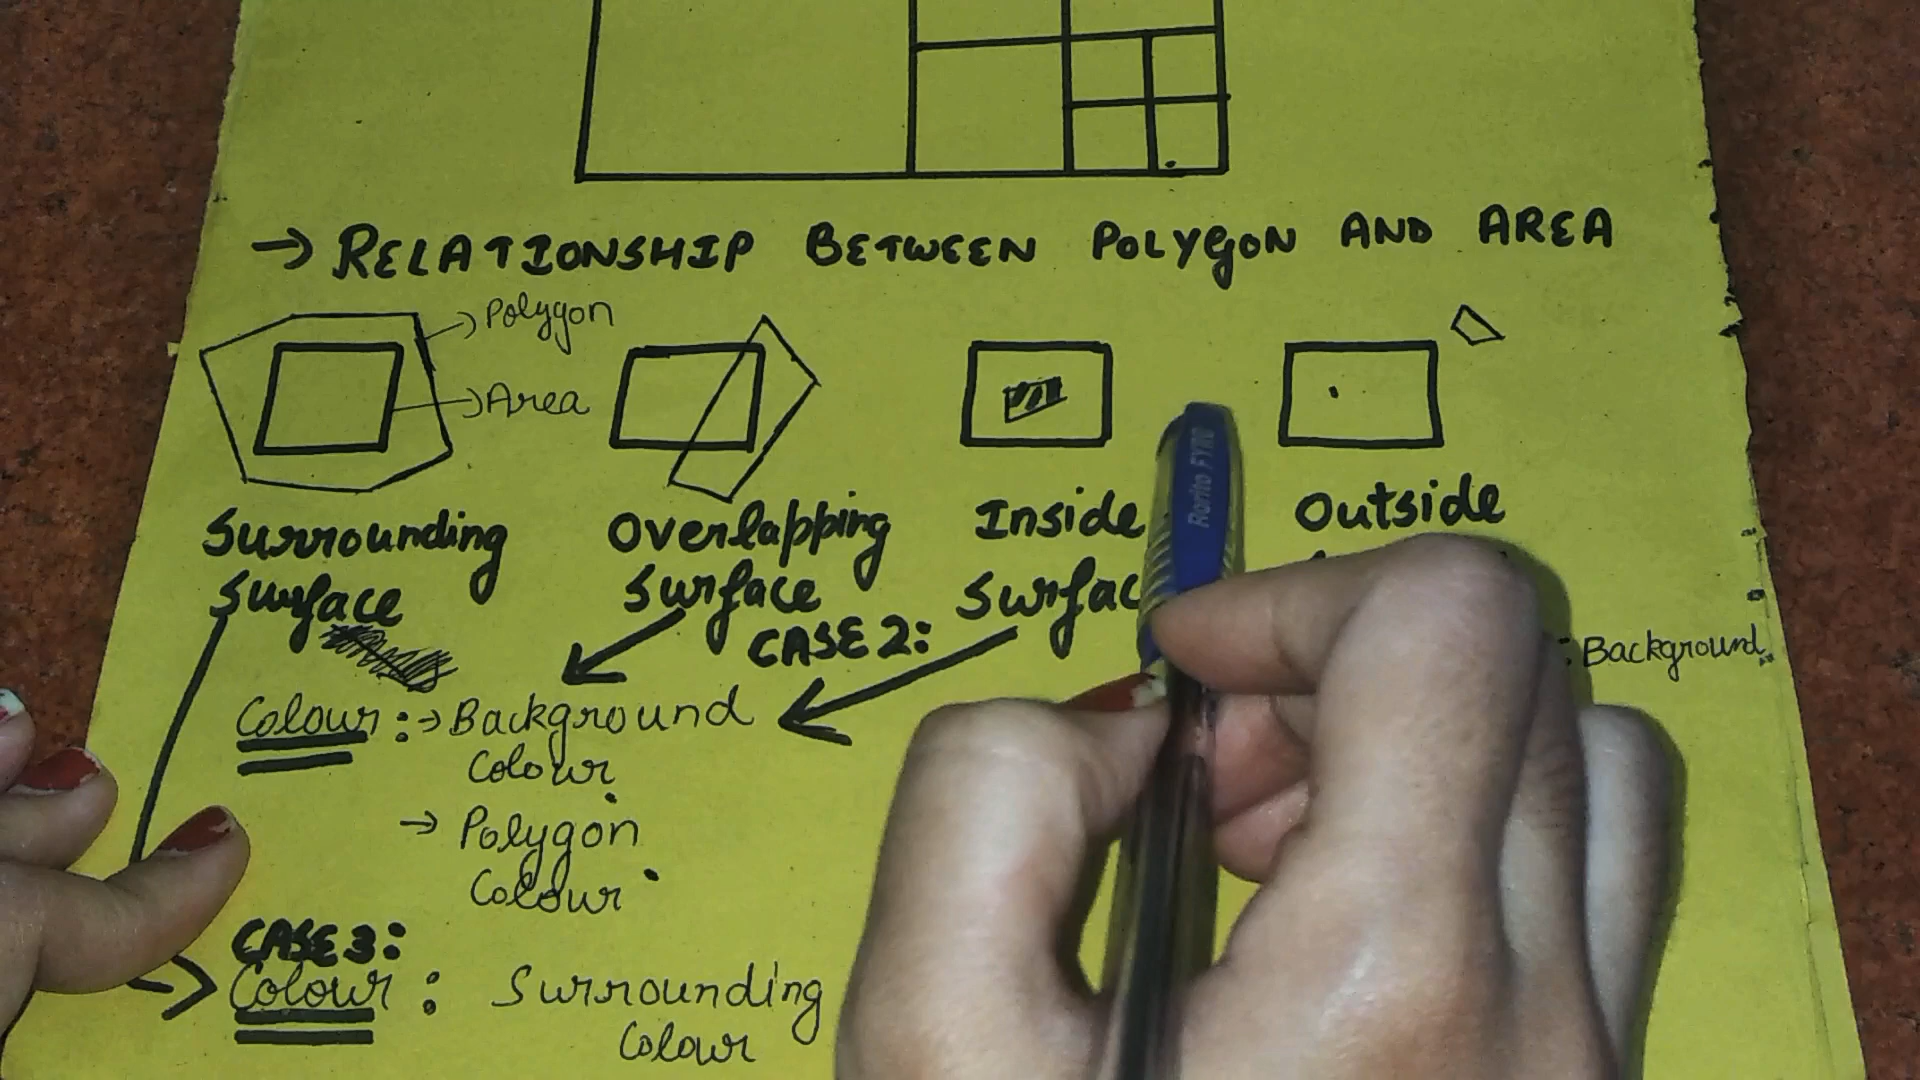 → RELATIONSHIP BETWEEN POLYGON AND AREA
→ Polygon
→ Area
Surrounding Surface
Overlapping Surface
Inside
Outside
CASE 2:
: Background
Colour : → Background Colour
→ Polygon Colour
CASE 3:
Colour : Surrounding Colour
Rorito FYRO